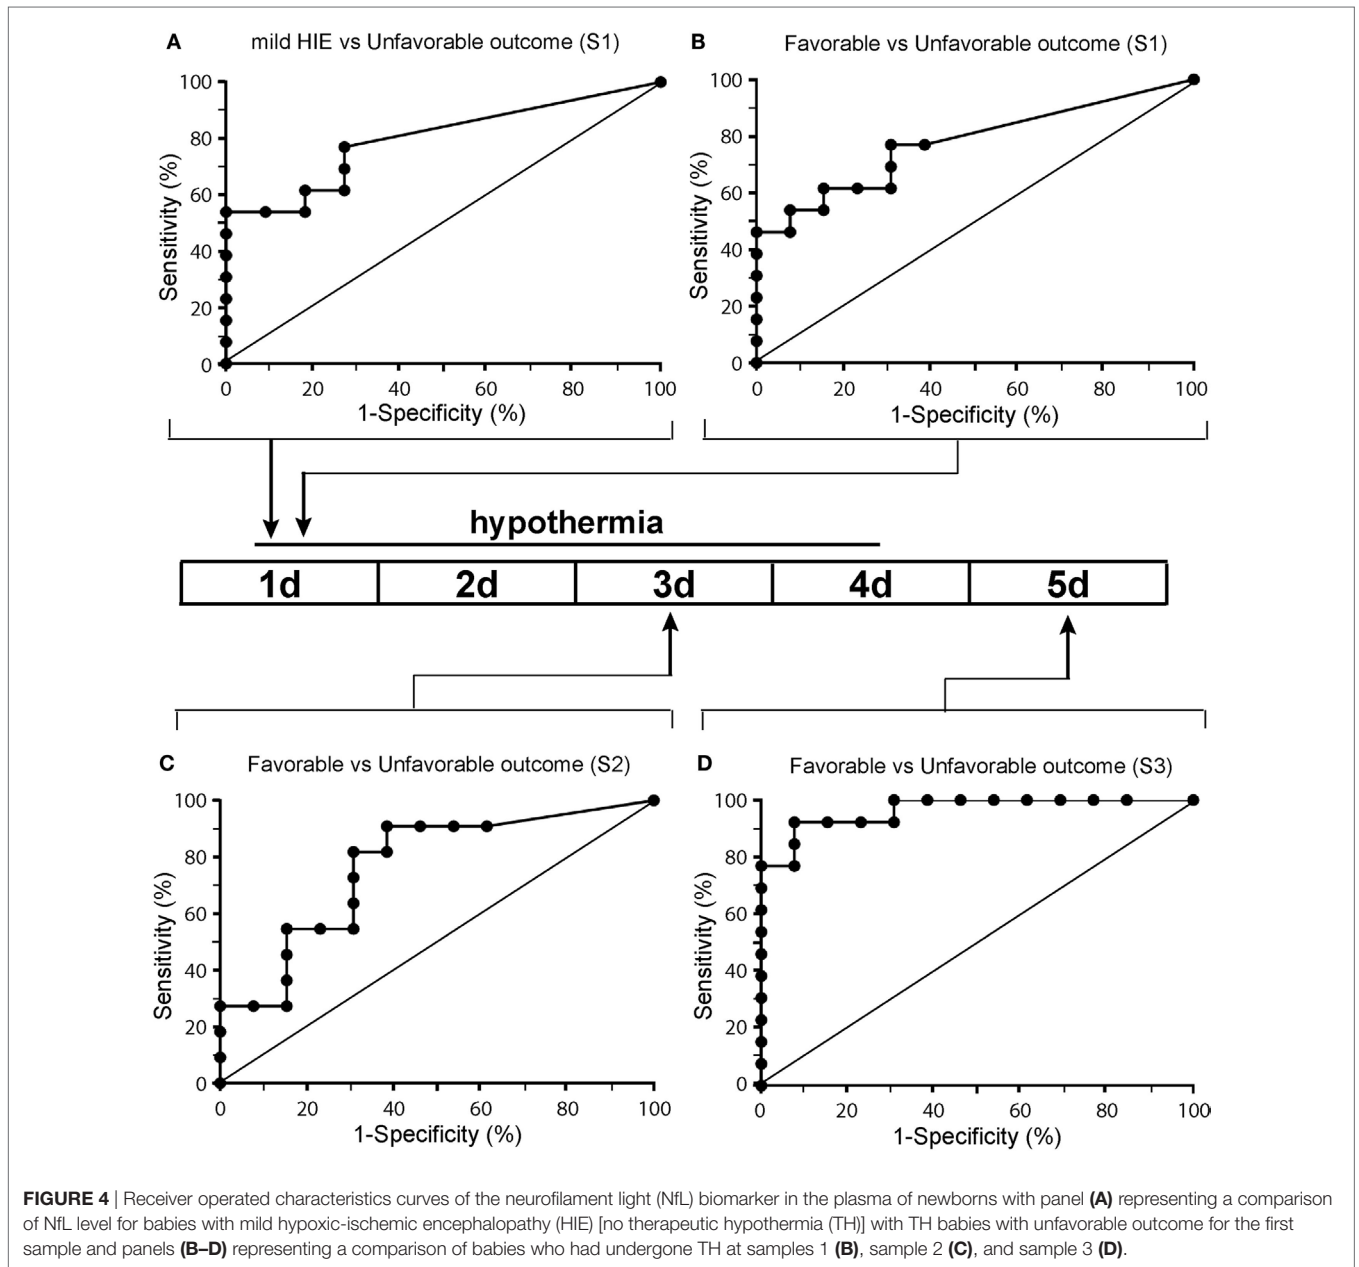 A mild HIE vs Unfavorable outcome (S1)
100
80
60
40
20
0
Sensitivity (%)
0 20 40 60 80 100
1-Specificity (%)
B Favorable vs Unfavorable outcome (S1)
100
80
60
40
20
0
Sensitivity (%)
0 20 40 60 80 100
1-Specificity (%)
hypothermia
1d 2d 3d 4d 5d
C Favorable vs Unfavorable outcome (S2)
100
80
60
40
20
0
Sensitivity (%)
0 20 40 60 80 100
1-Specificity (%)
D Favorable vs Unfavorable outcome (S3)
100
80
60
40
20
0
Sensitivity (%)
0 20 40 60 80 100
1-Specificity (%)
FIGURE 4 | Receiver operated characteristics curves of the neurofilament light (NfL) biomarker in the plasma of newborns with panel (A) representing a comparison
of NfL level for babies with mild hypoxic-ischemic encephalopathy (HIE) [no therapeutic hypothermia (TH)] with TH babies with unfavorable outcome for the first
sample and panels (B–D) representing a comparison of babies who had undergone TH at samples 1 (B), sample 2 (C), and sample 3 (D).